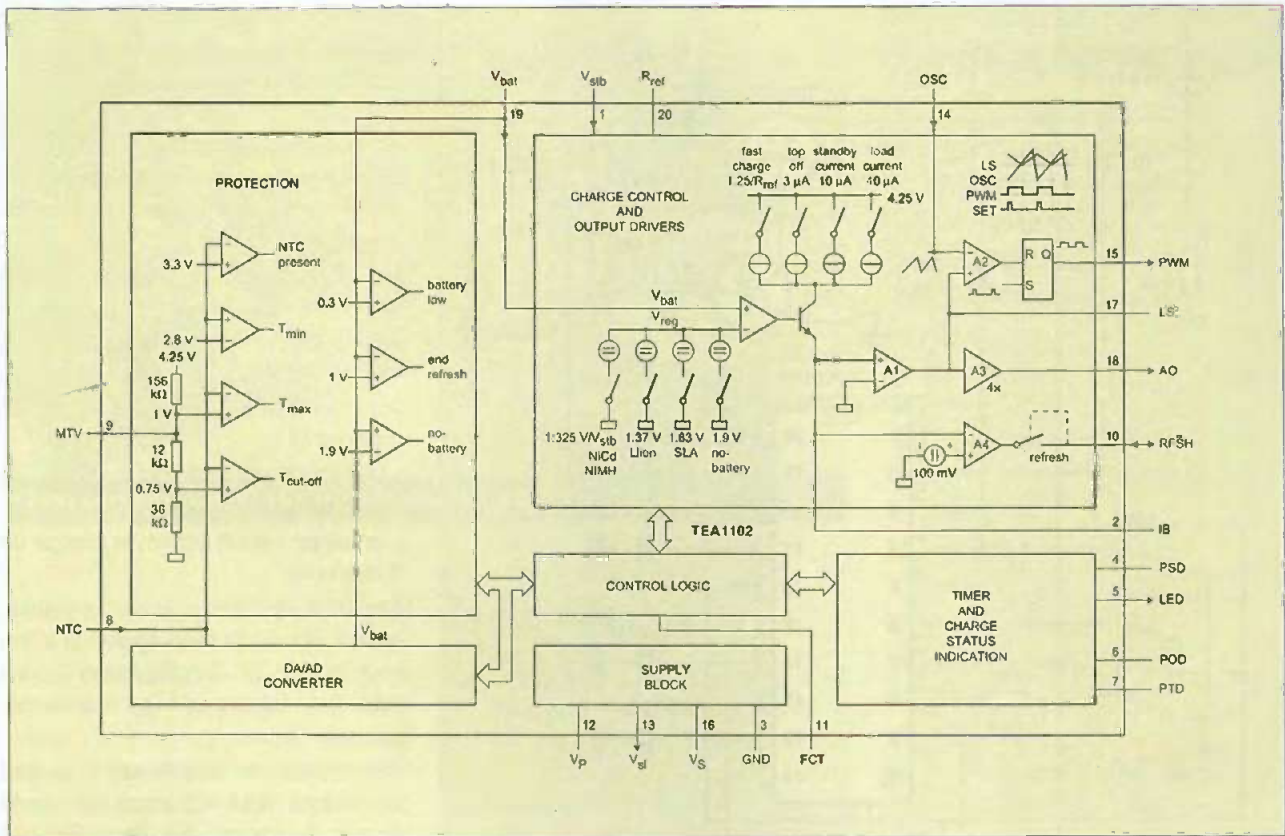 Vbat
Vstb
Rref
OSC
19
1
20
14
PROTECTION
NTC
present
3.3 V
Tmin
2.8 V
4.25 V
156
kΩ
1 V
Tmax
MTV
9
12
kΩ
0.75 V
Tcut-off
36
kΩ
NTC
8
battery
low
0.3 V
end
refresh
1 V
no-
battery
1.9 V
Vbat
DA/AD
CONVERTER
CHARGE CONTROL
AND
OUTPUT DRIVERS
fast
charge
1.25/Rref
top
off
3 µA
standby
current
10 µA
load
current
40 µA
4.25 V
LS
OSC
PWM
SET
Vbat
Vreg
1.325 V/Vstb
NiCd
NIMH
1.37 V
LIion
1.63 V
SLA
1.9 V
no-
battery
A1
A2
R
Q
S
A3
4x
A4
100 mV
refresh
15
PWM
17
LS
18
AO
10
RFSH
2
IB
4
PSD
5
LED
6
POD
7
PTD
TEA1102
CONTROL LOGIC
SUPPLY
BLOCK
TIMER
AND
CHARGE
STATUS
INDICATION
12
13
16
3
11
VP
Vsl
VS
GND
FCT